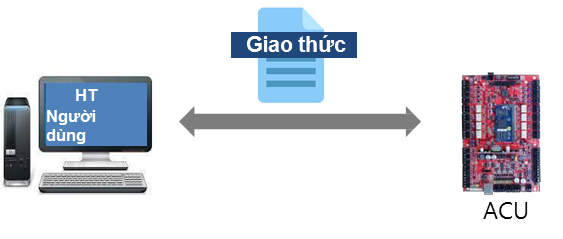 Giao thức
HT
Người
dùng
ACU